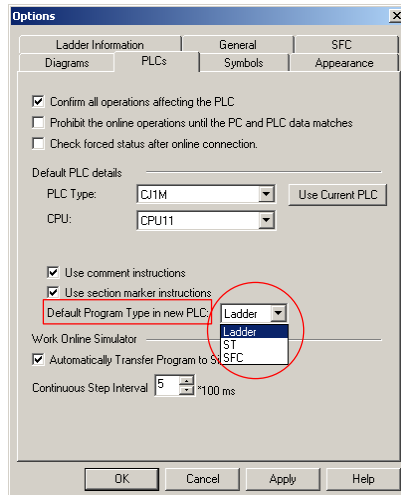 Options
Ladder Information General SFC
Diagrams PLCs Symbols Appearance
Confirm all operations affecting the PLC
Prohibit the online operations until the PC and PLC data matches
Check forced status after online connection.
Default PLC details
PLC Type: CJ1M Use Current PLC
CPU: CPU11
Use comment instructions
Use section marker instructions
Default Program Type in new PLC: Ladder
Ladder
ST
SFC
Work Online Simulator
Automatically Transfer Program to
Continuous Step Interval 5 *100 ms
OK Cancel Apply Help